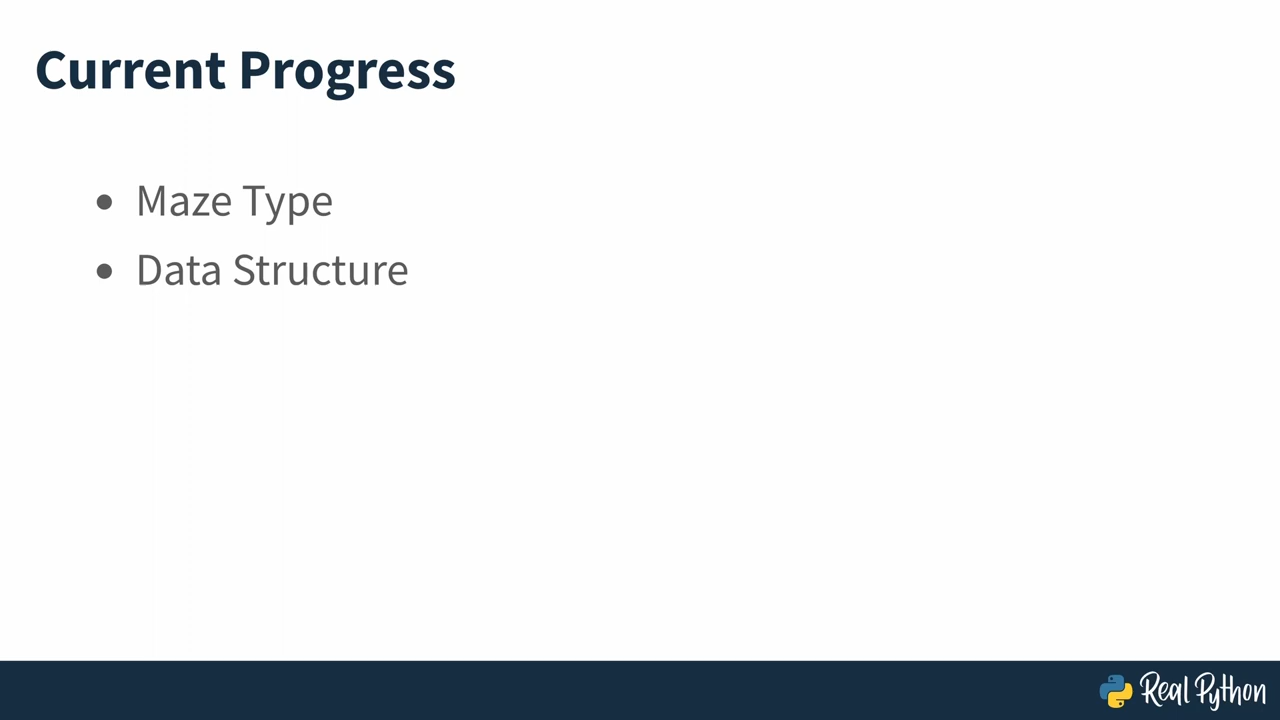 Current Progress
• Maze Type
• Data Structure
Real Python